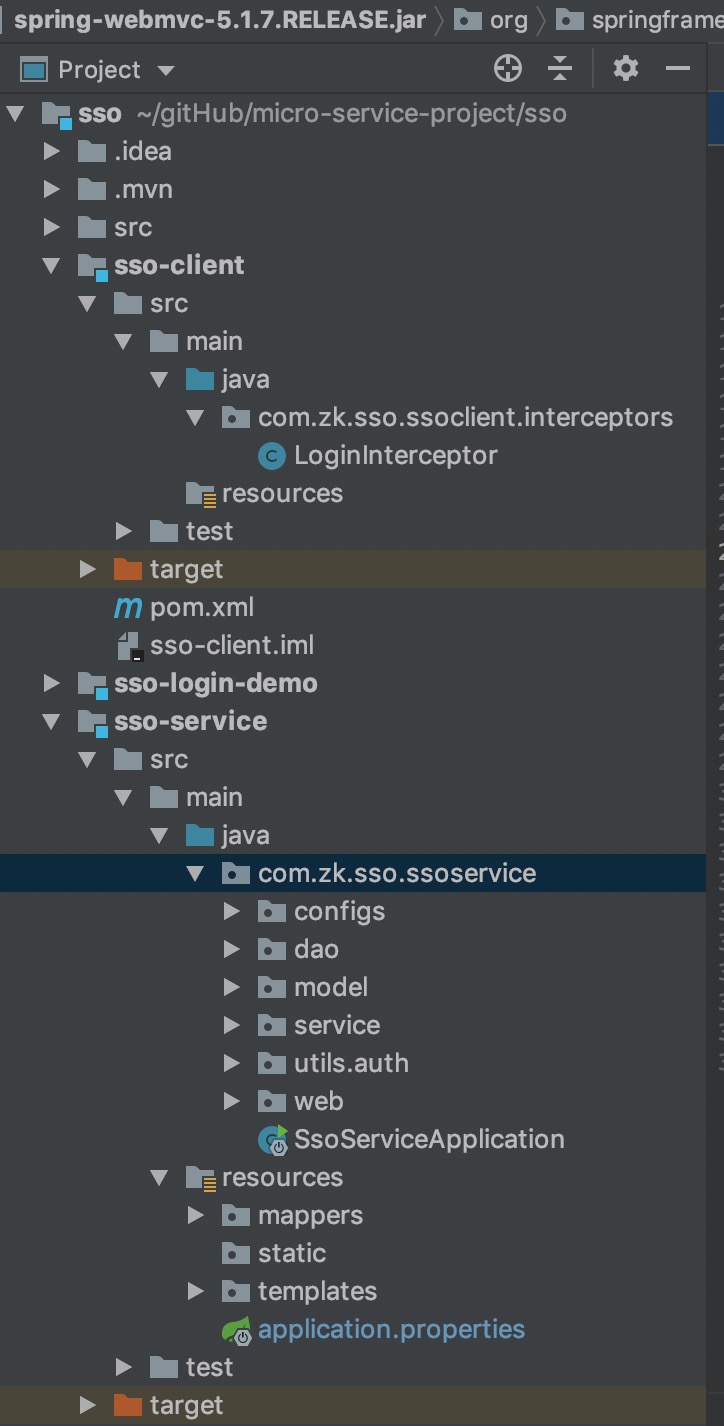 spring-webmvc-5.1.7.RELEASE.jar org springframe
Project
sso ~/gitHub/micro-service-project/sso
.idea
.mvn
src
sso-client
src
main
java
com.zk.sso.ssoclient.interceptors
C LoginInterceptor
resources
test
target
m pom.xml
sso-client.iml
sso-login-demo
sso-service
src
main
java
com.zk.sso.ssoservice
configs
dao
model
service
utils.auth
web
SsoServiceApplication
resources
mappers
static
templates
application.properties
test
target